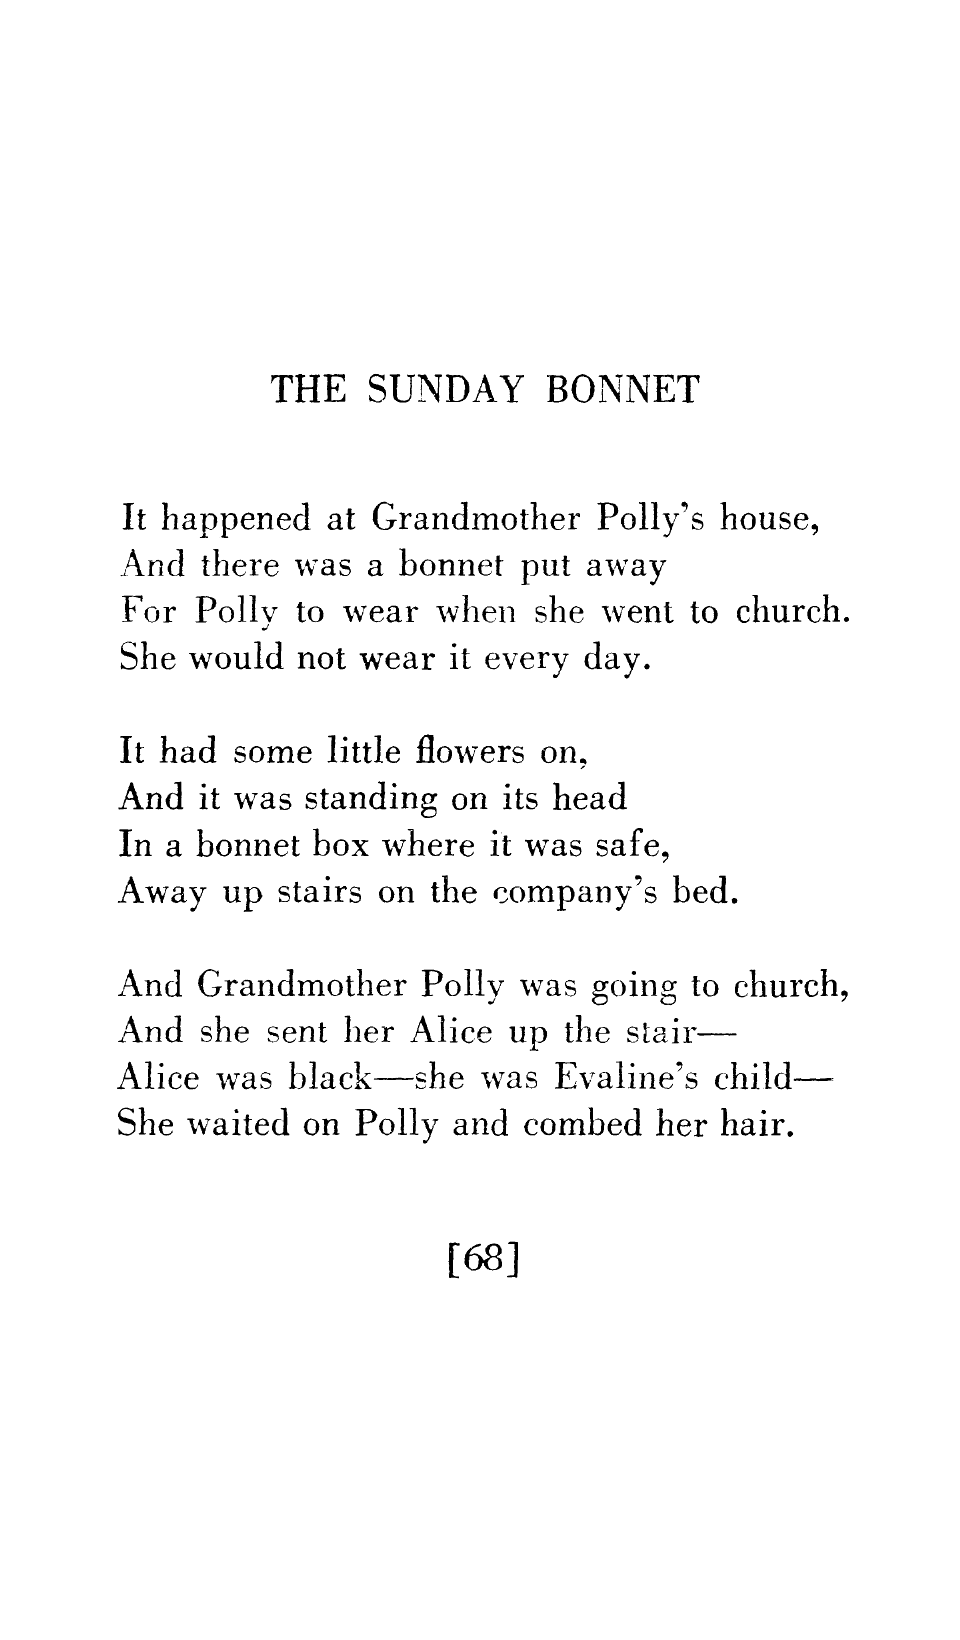 THE SUNDAY BONNET
It happened at Grandmother Polly's house,
And there was a bonnet put away
For Polly to wear when she went to church.
She would not wear it every day.
It had some little flowers on,
And it was standing on its head
In a bonnet box where it was safe,
Away up stairs on the company's bed.
And Grandmother Polly was going to church,
And she sent her Alice up the stair—
Alice was black—she was Evaline's child—
She waited on Polly and combed her hair.
[68]